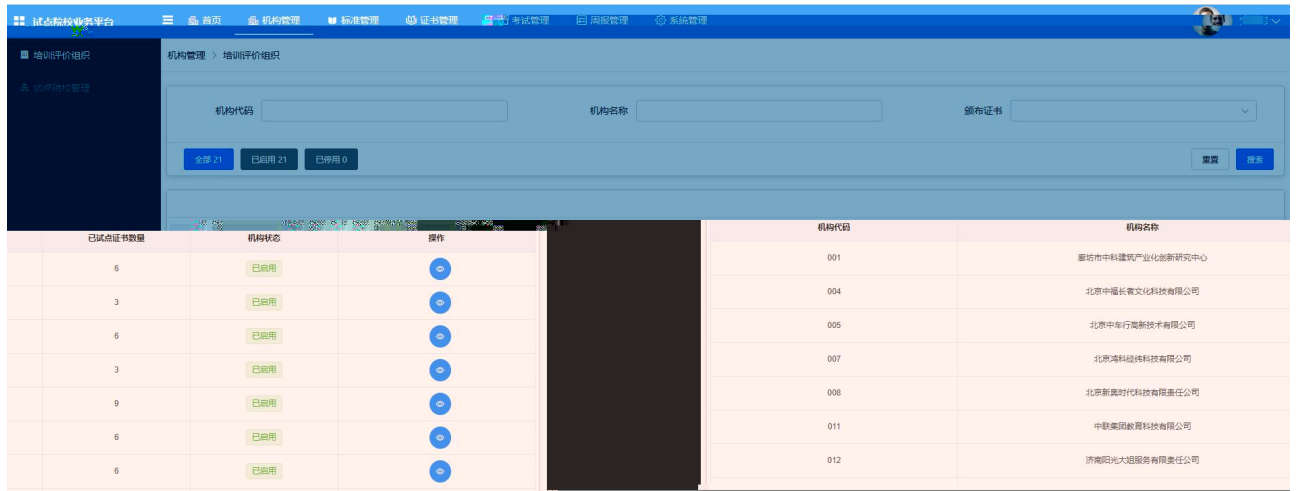 试点院校业务平台 首页 机构管理 标准管理 证书管理 考试管理 周报管理 系统管理
培训评价组织
试点院校管理
机构管理 > 培训评价组织
机构代码 机构名称 颁布证书
全部 21 已启用 21 已停用 0 重置 搜索
已试点证书数量 机构状态 操作
6 已启用
3 已启用
6 已启用
3 已启用
9 已启用
6 已启用
6 已启用
机构代码 机构名称
001 廊坊市中科建筑产业化创新研究中心
004 北京中福长者文化科技有限公司
005 北京中车行高新技术有限公司
007 北京鸿科经纬科技有限公司
008 北京新奥时代科技有限责任公司
011 中联集团教育科技有限公司
012 济南阳光大姐服务有限责任公司